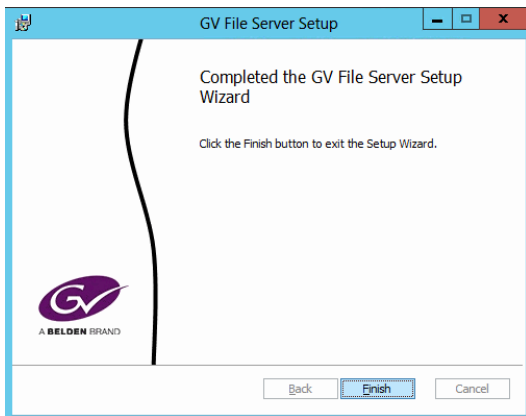 GV File Server Setup
x
Completed the GV File Server Setup
Wizard
Click the Finish button to exit the Setup Wizard.
GV
A BELDEN BRAND
Back
Finish
Cancel